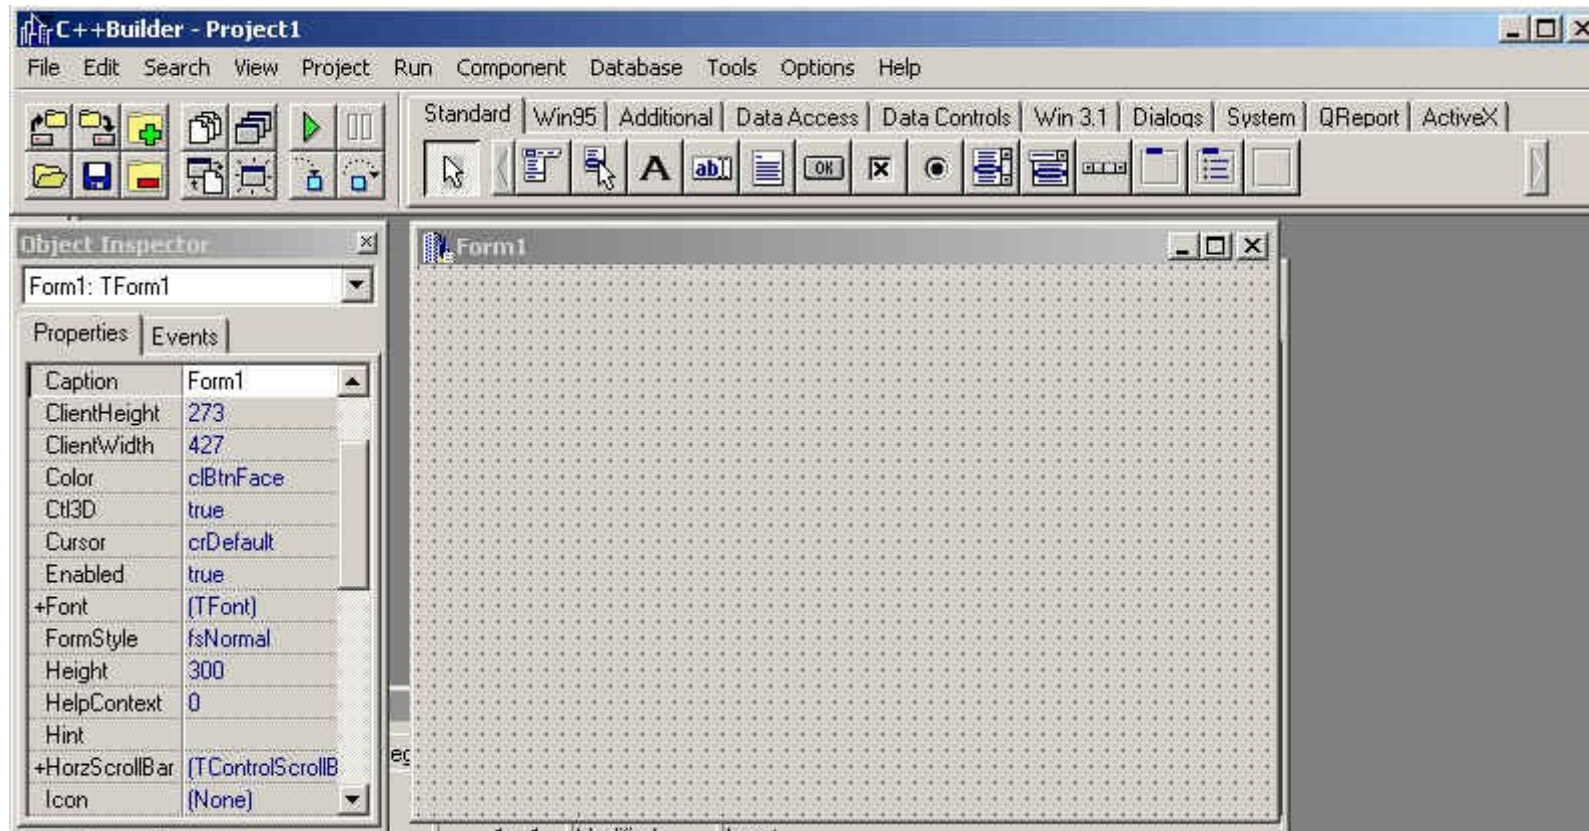 C++Builder - Project1
File Edit Search View Project Run Component Database Tools Options Help
Standard Win95 Additional Data Access Data Controls Win 3.1 Dialogs System QReport ActiveX
A ab OK
Object Inspector
Form1
Form1: TForm1
Properties Events
Caption Form1
ClientHeight 273
ClientWidth 427
Color clBtnFace
Ctl3D true
Cursor crDefault
Enabled true
+Font (TFont)
FormStyle fsNormal
Height 300
HelpContext 0
Hint
+HorzScrollBar (TControlScrollB
Icon (None)